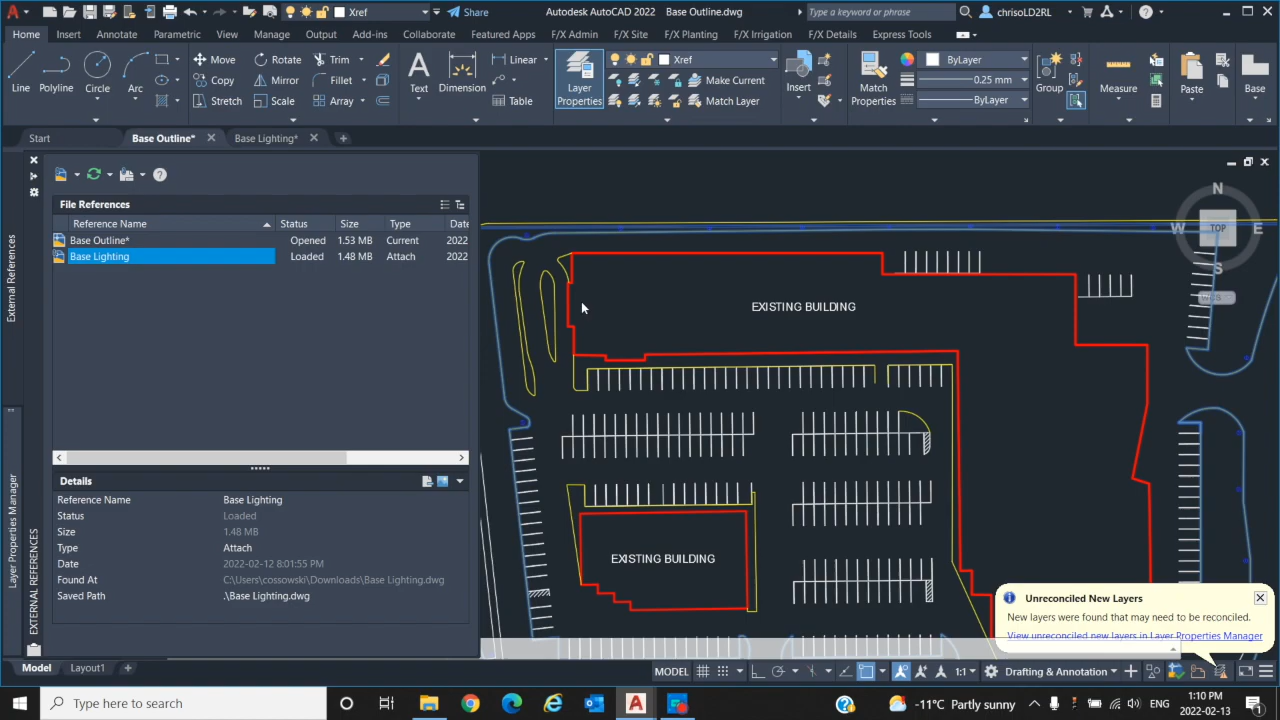 Xref
Share
Autodesk AutoCAD 2022 Base Outline.dwg
Type a keyword or phrase
chrisoLD2RL
Home Insert Annotate Parametric View Manage Output Add-ins Collaborate Featured Apps F/X Admin F/X Site F/X Planting F/X Irrigation F/X Details Express Tools
Line Polyline Circle Arc
Move Rotate Trim
Copy Mirror Fillet
Stretch Scale Array
Text Dimension
Linear
Table
Layer Properties
Xref
Make Current
Match Layer
Insert
Match Properties
ByLayer
0.25 mm
ByLayer
Group
Measure
Paste
Base
Start Base Outline* Base Lighting*
File References
Reference Name Status Size Type Date
Base Outline* Opened 1.53 MB Current 2022
Base Lighting Loaded 1.48 MB Attach 2022
Details
Reference Name Base Lighting
Status Loaded
Size 1.48 MB
Type Attach
Date 2022-02-12 8:01:55 PM
Found At C:\Users\cossowski\Downloads\Base Lighting.dwg
Saved Path .\Base Lighting.dwg
External References
Layer Properties Manager
EXTERNAL REFERENCES
EXISTING BUILDING
EXISTING BUILDING
N
W TOP E
S
WCS
Unreconciled New Layers
New layers were found that may need to be reconciled.
View unreconciled new layers in Layer Properties Manager
Model Layout1
MODEL
1:1
Drafting & Annotation
Type here to search
-11°C Partly sunny
ENG
1:10 PM
2022-02-13
1